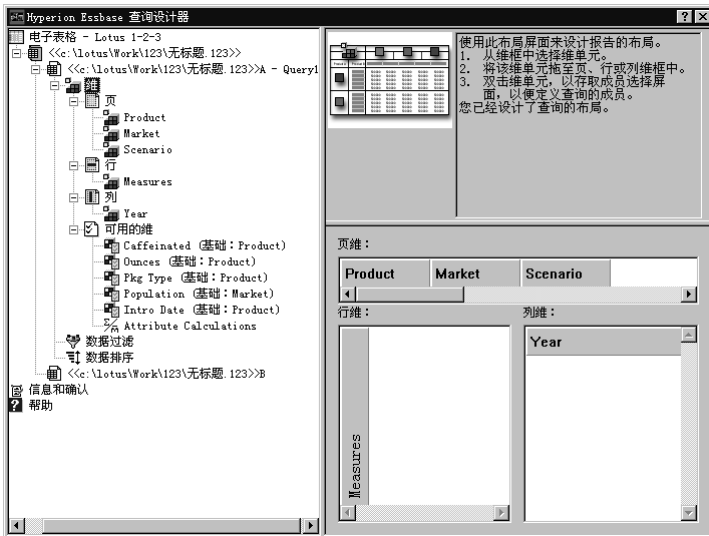 Hyperion Essbase 查询设计器
电子表格 - Lotus 1-2-3
<<c:\lotus\Work\123\无标题.123>>
<<c:\lotus\Work\123\无标题.123>>A - Query1
维
页
Product
Market
Scenario
行
Measures
列
Year
可用的维
Caffeinated (基础：Product)
Ounces (基础：Product)
Pkg Type (基础：Product)
Population (基础：Market)
Intro Date (基础：Product)
Attribute Calculations
数据过滤
数据排序
<<c:\lotus\Work\123\无标题.123>>B
信息和确认
帮助
使用此布局屏面来设计报告的布局。
1. 从维框中选择维单元。
2. 将该维单元拖至页、行或列维框中。
3. 双击维单元，以存取成员选择屏
面，以便定义查询的成员。
您已经设计了查询的布局。
页维：
Product Market Scenario
行维：
Measures
列维：
Year